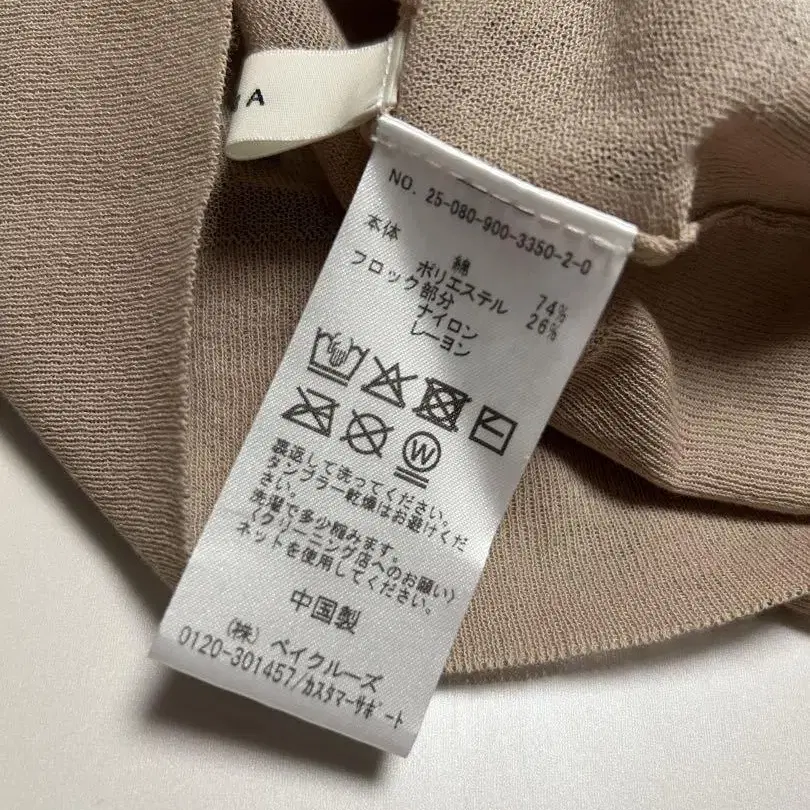 A
NO. 25-080-900-3350-2-0
本体 綿 74%
ポリエステル 26%
フロック部分
ナイロン
レーヨン
W
裏返して洗ってください。
タンブラー乾燥はお避けくだ
さい。
洗濯で多少縮みます。
〈クリーニング店へのお願い〉
ネットを使用してください。
中国製
(株) ベイクルーズ
0120-301457/カスタマーサポート